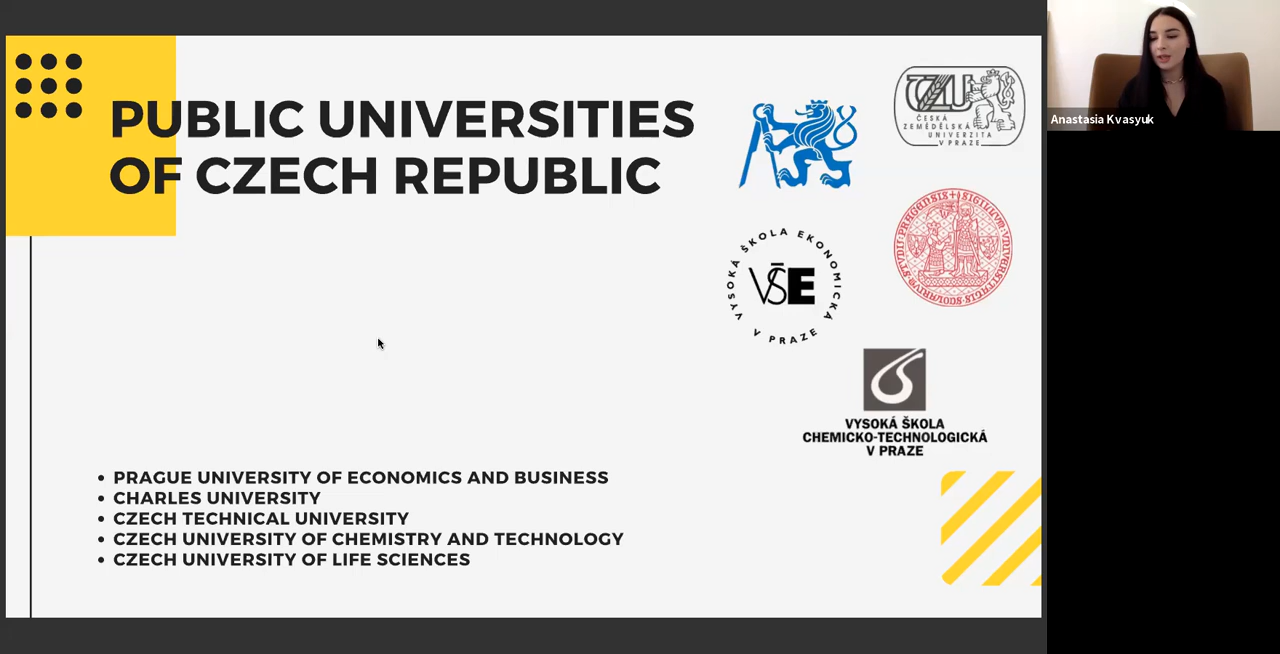 PUBLIC UNIVERSITIES
OF CZECH REPUBLIC
ČZU
ČESKÁ
ZEMĚDĚLSKÁ
UNIVERZITA
V PRAZE
VYSOKÁ ŠKOLA EKONOMICKÁ
VŠE
V PRAZE
VYSOKÁ ŠKOLA
CHEMICKO-TECHNOLOGICKÁ
V PRAZE
• PRAGUE UNIVERSITY OF ECONOMICS AND BUSINESS
• CHARLES UNIVERSITY
• CZECH TECHNICAL UNIVERSITY
• CZECH UNIVERSITY OF CHEMISTRY AND TECHNOLOGY
• CZECH UNIVERSITY OF LIFE SCIENCES
Anastasia Kvasyuk